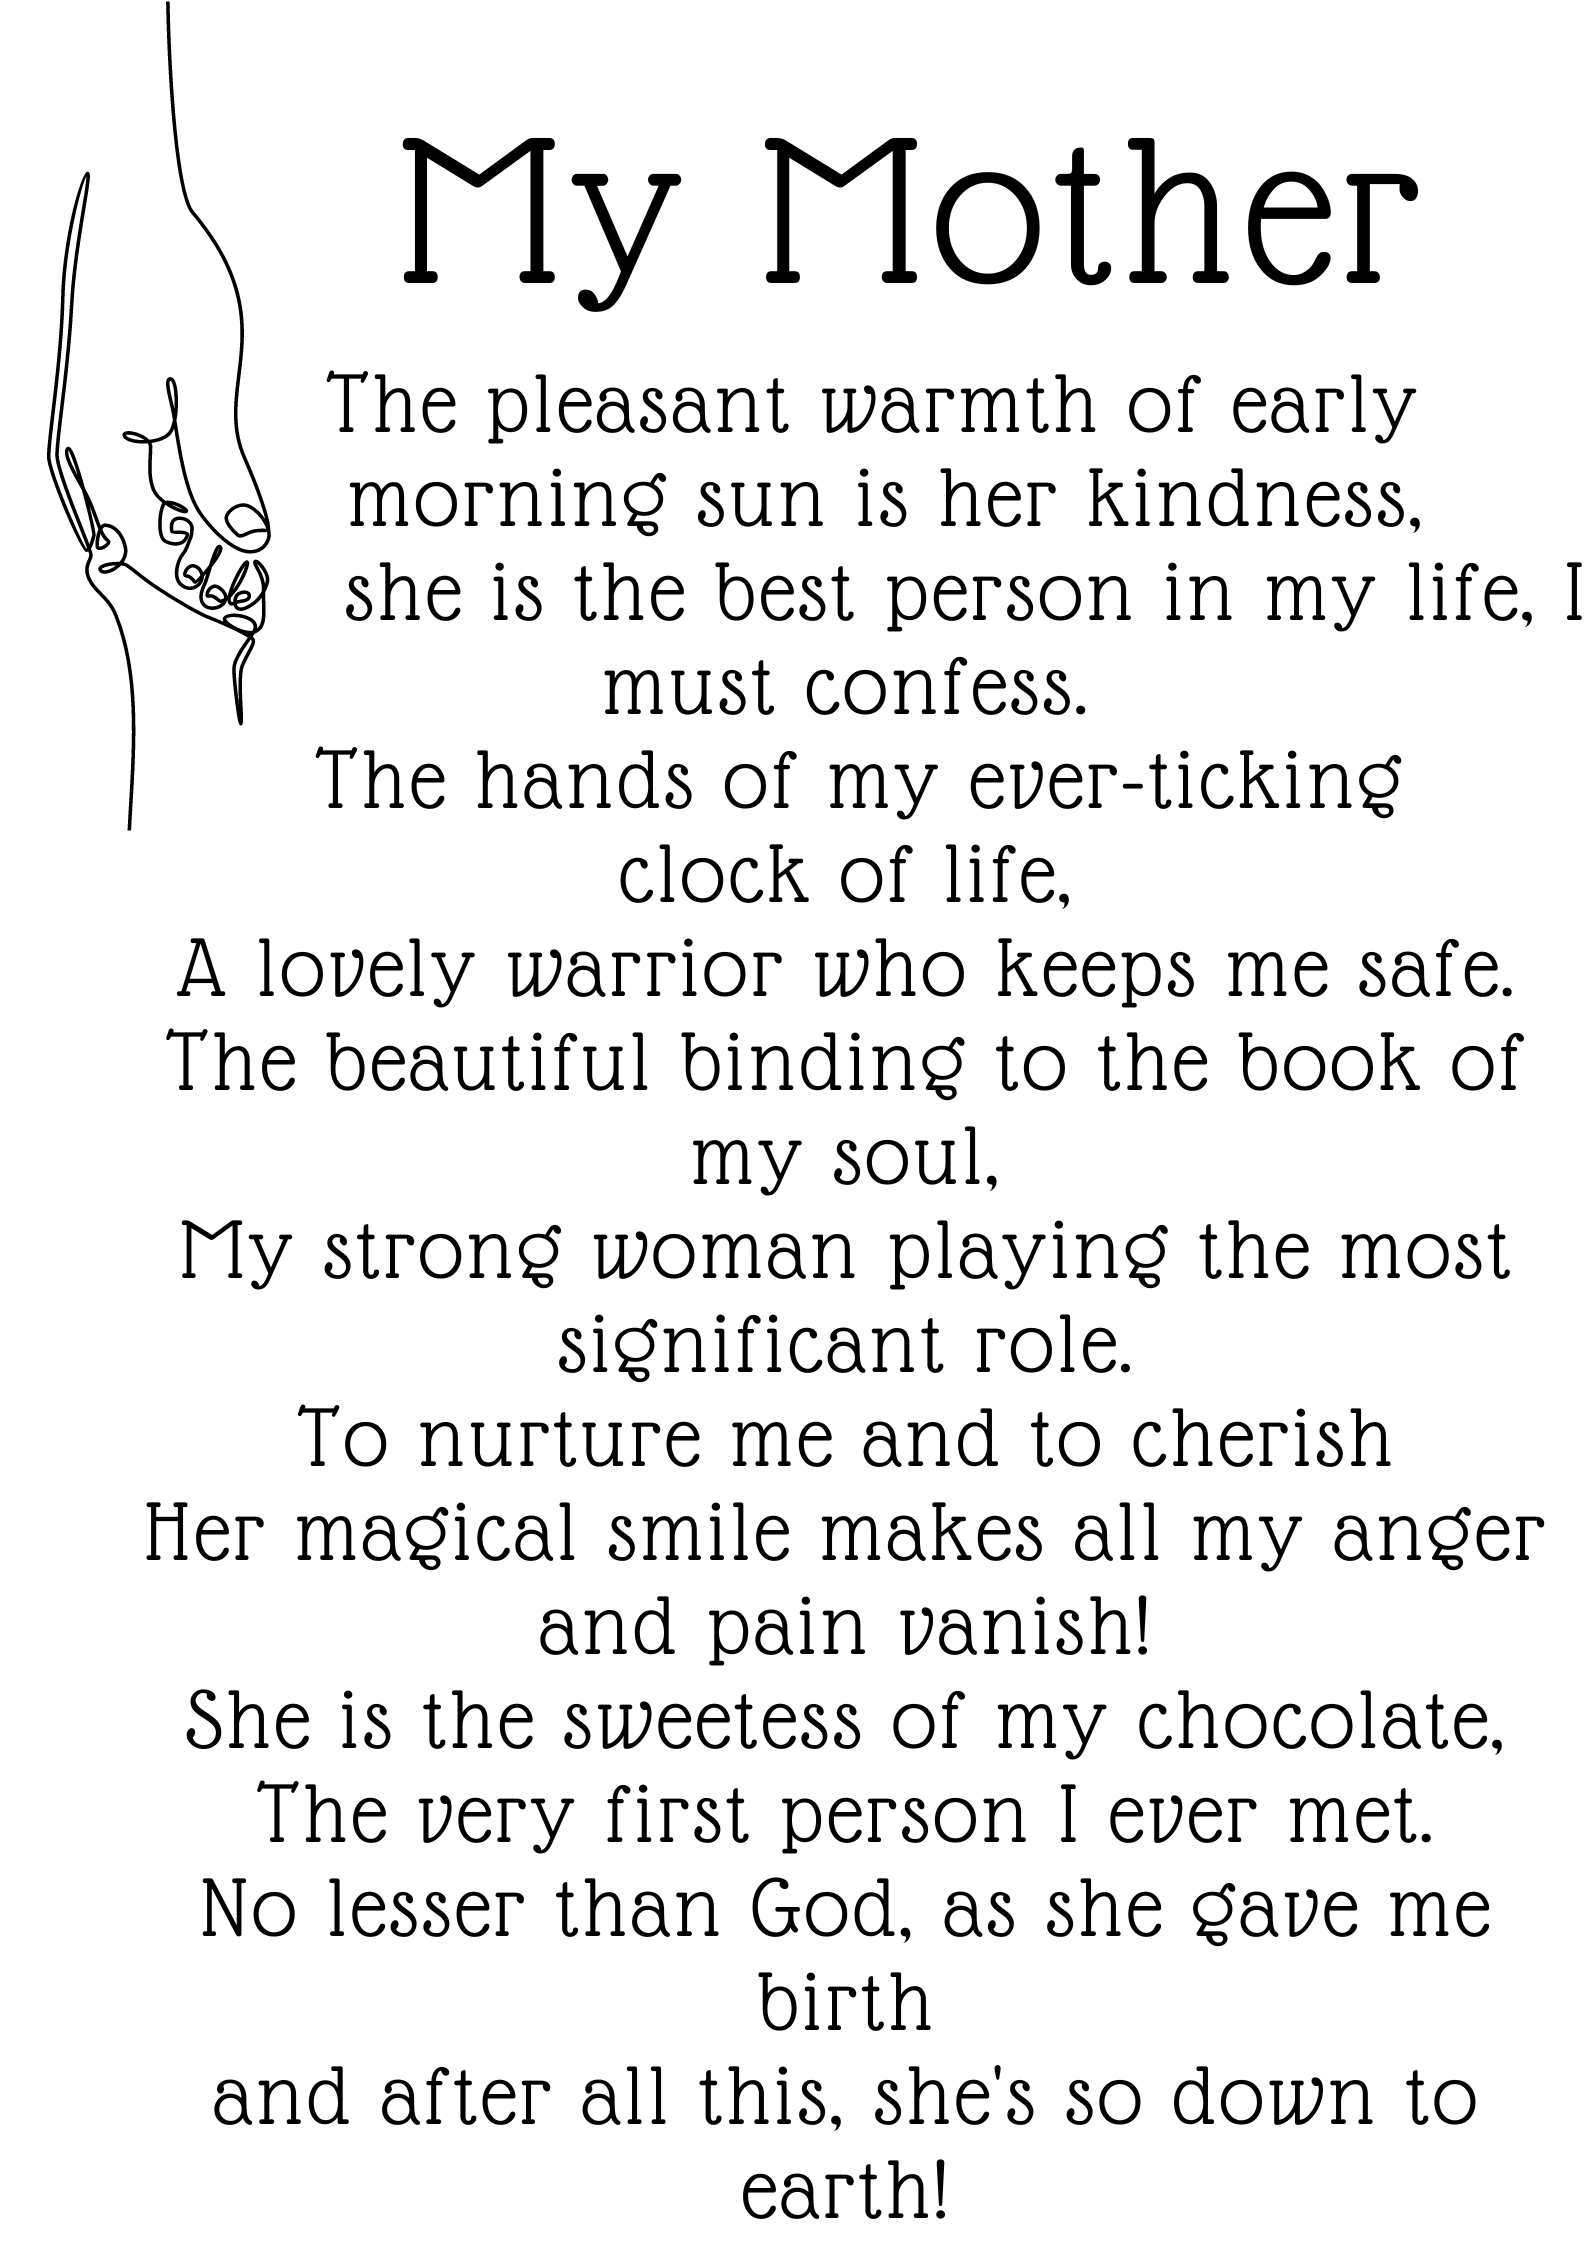 My Mother
The pleasant warmth of early
morning sun is her kindness,
she is the best person in my life, I
must confess.
The hands of my ever-ticking
clock of life,
A lovely warrior who keeps me safe.
The beautiful binding to the book of
my soul,
My strong woman playing the most
significant role.
To nurture me and to cherish
Her magical smile makes all my anger
and pain vanish!
She is the sweetess of my chocolate,
The very first person I ever met.
No lesser than God, as she gave me
birth
and after all this, she's so down to
earth!